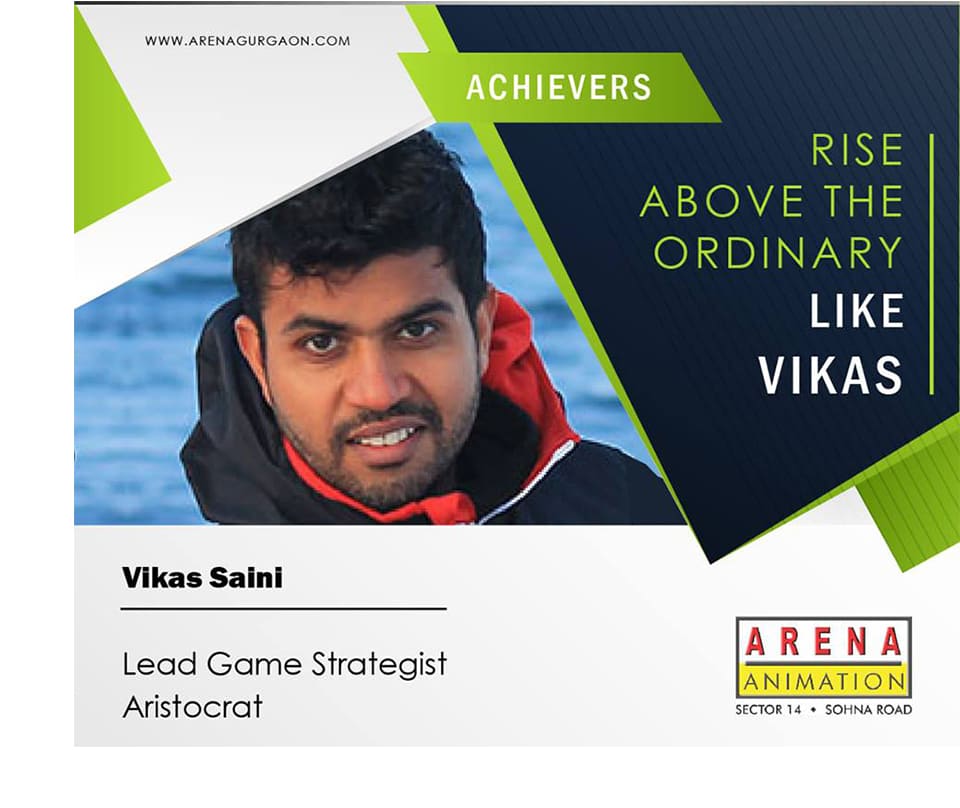 WWW.ARENAGURGAON.COM
ACHIEVERS
RISE
ABOVE THE
ORDINARY
LIKE
VIKAS
Vikas Saini
Lead Game Strategist
Aristocrat
ARENA
ANIMATION
SECTOR 14 • SOHNA ROAD